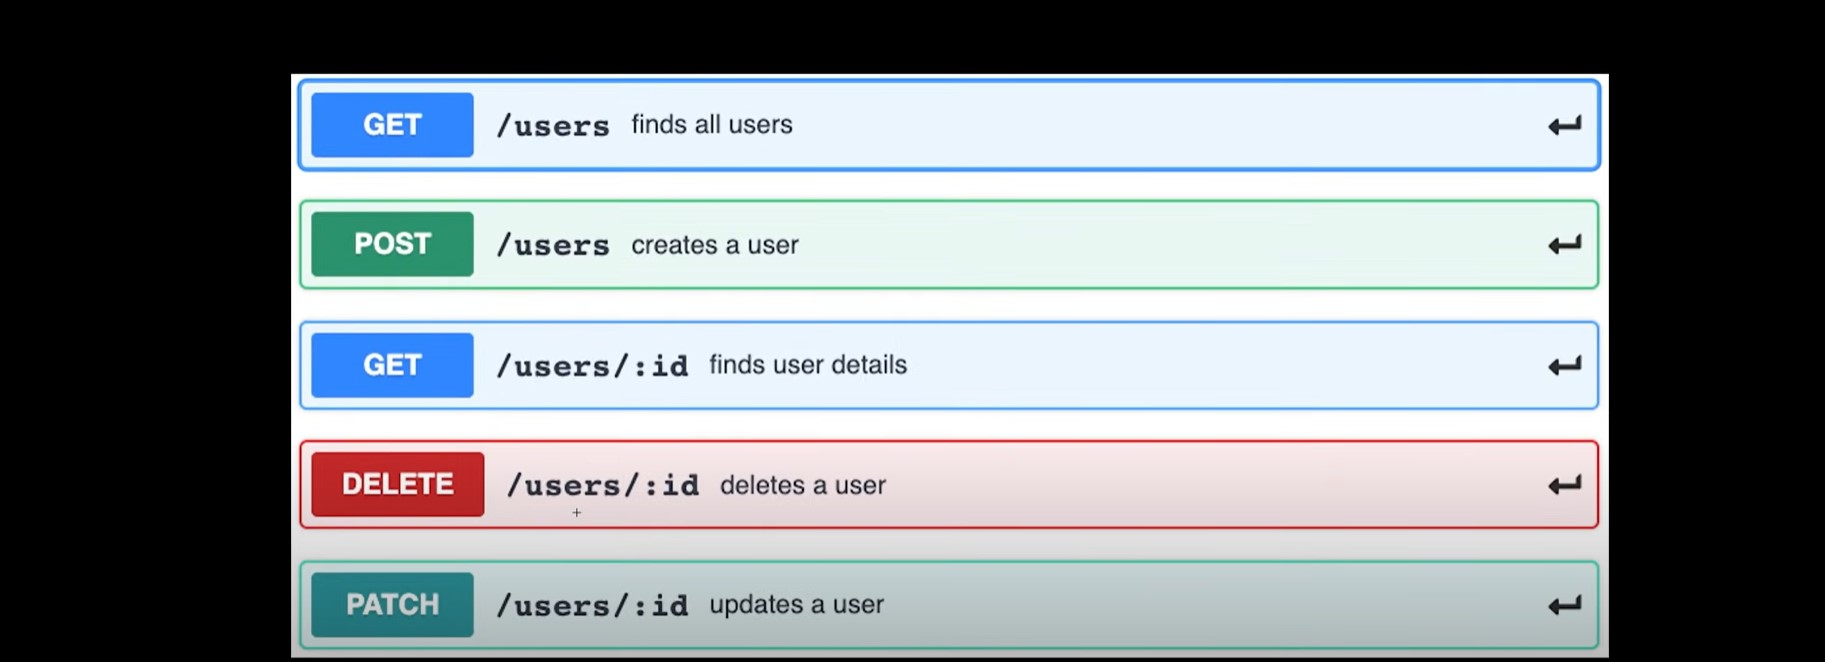 GET /users finds all users
POST /users creates a user
GET /users/:id finds user details
DELETE /users/:id deletes a user
PATCH /users/:id updates a user